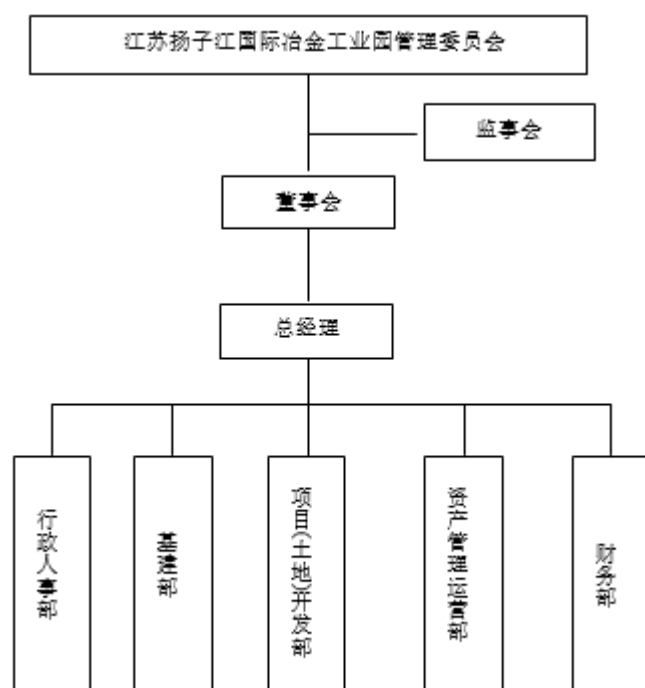 江苏扬子江国际冶金工业园管理委员会
监事会
董事会
总经理
行政人事部
基建部
项目(土地)开发部
资产管理运营部
财务部